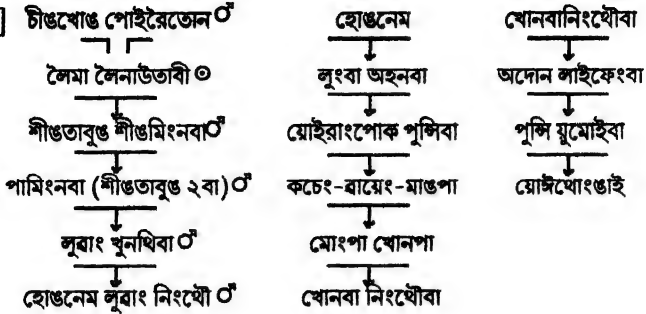 চীঙখোঙ পোইরৈতোন ♂
লৈমা লৈনাউতাবী ⊙
শীঙতাবুঙ শীঙমিংনবা ♂
পামিংনবা (শীঙতাবুঙ ২বা) ♂
লুৱাং খুনথিবা ♂
হোঙনেম লুৱাং নিংথৌ ♂
হোঙনেম
লুংবা অহনবা
য়োইরাংপোক পুন্সিবা
কচেং-ৱায়েং-মাঙপা
মোংপা খোনপা
খোনবা নিংথৌবা
খোনবানিংথৌবা
অদোন লাইফেংবা
পুন্সি য়ুমোইবা
য়োঈথোংঙাই